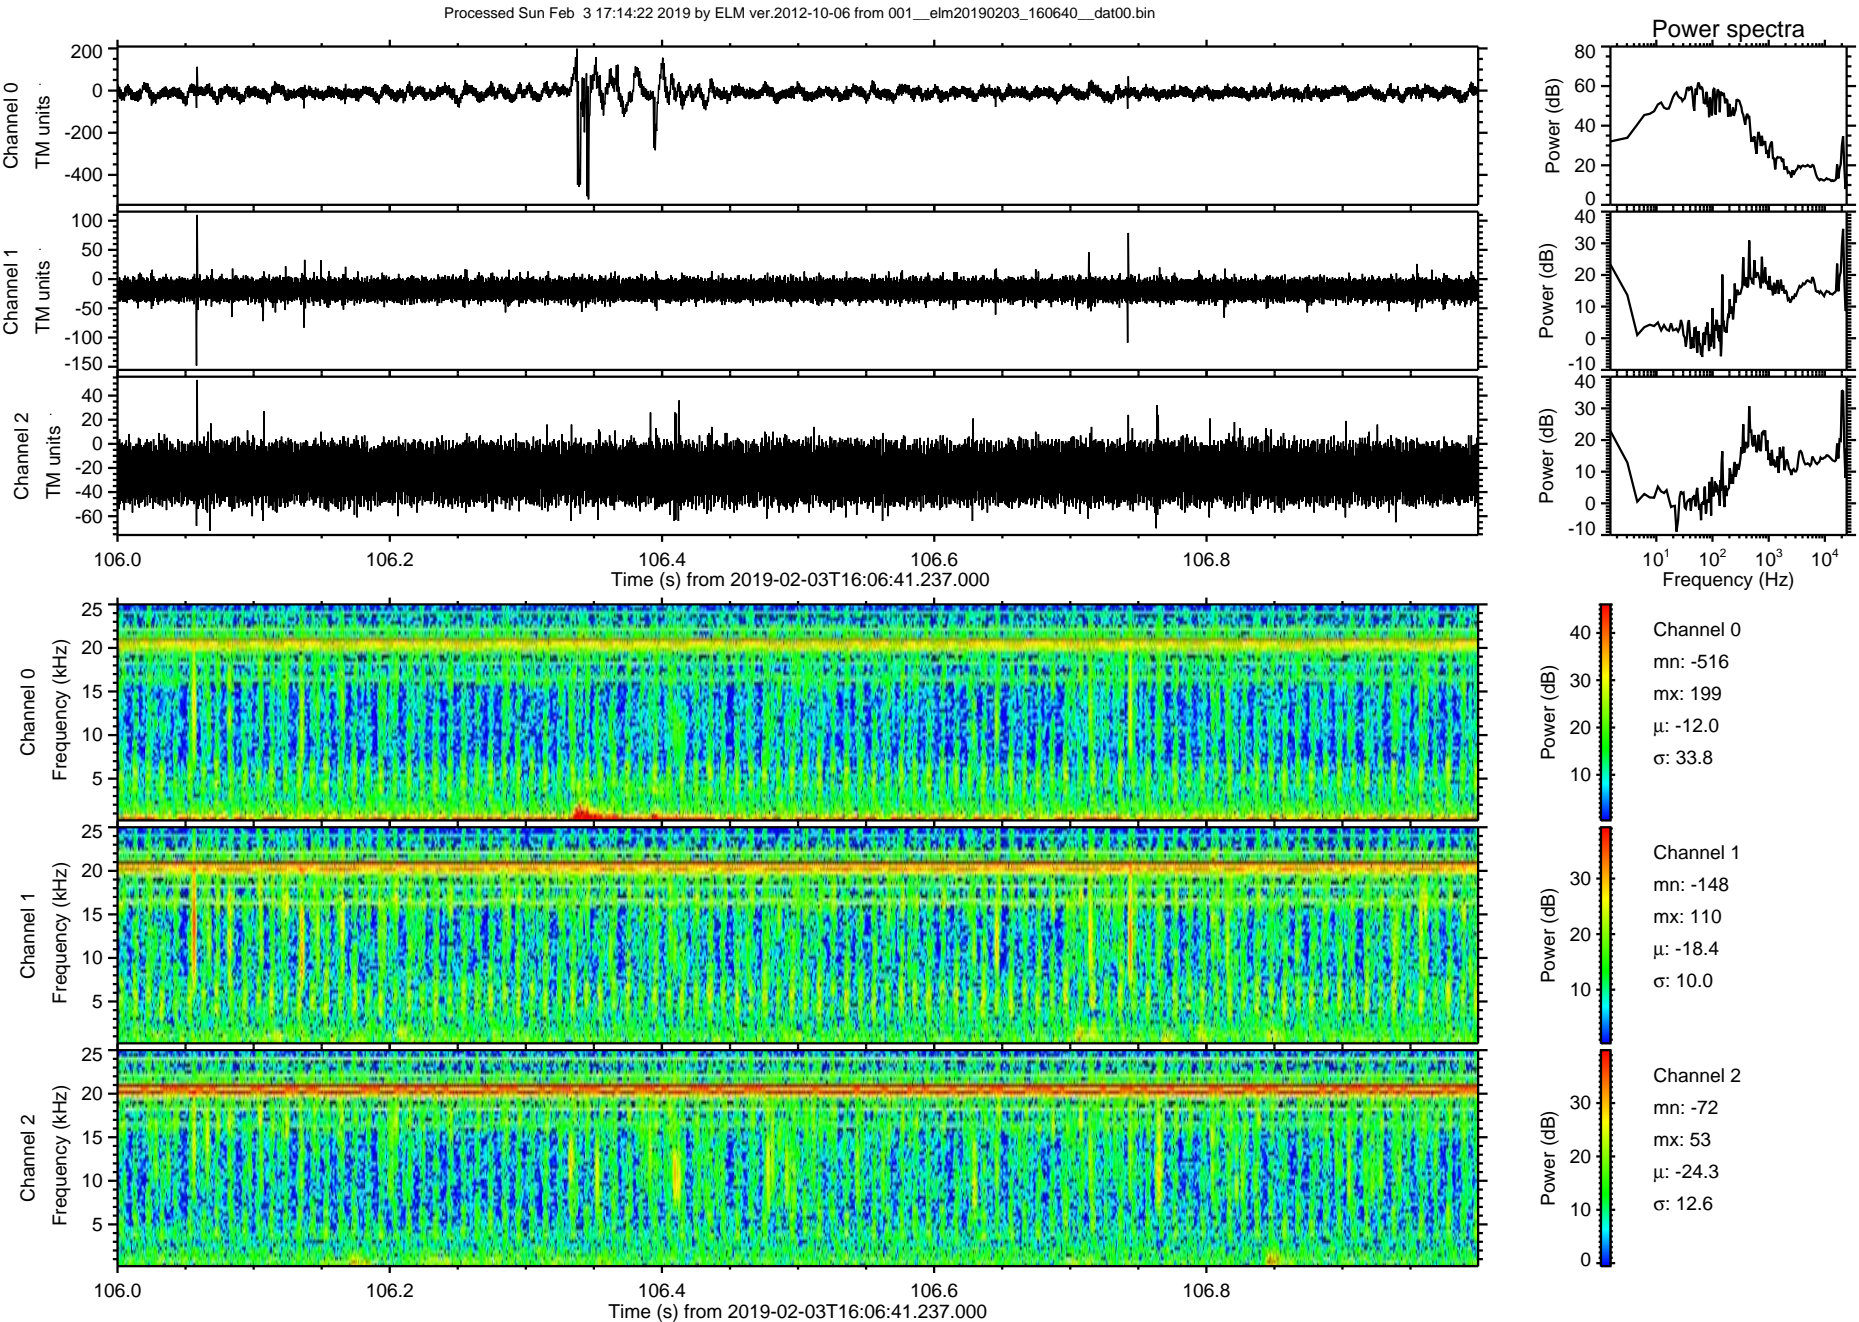 Processed Sun Feb  3 17:14:22 2019 by ELM ver.2012-10-06 from 001__elm20190203_160640__dat00.bin
Power spectra
Channel 0
TM units
200
0
-200
-400
Power (dB)
80
60
40
20
0
Channel 1
TM units
100
50
0
-50
-100
-150
Power (dB)
40
30
20
10
0
-10
Channel 2
TM units
40
20
0
-20
-40
-60
Power (dB)
40
30
20
10
0
-10
106.0 106.2 106.4 106.6 106.8
Time (s) from 2019-02-03T16:06:41.237.000
10^1 10^2 10^3 10^4
Frequency (Hz)
Channel 0
Frequency (kHz)
25
20
15
10
5
Power (dB)
40
30
20
10
Channel 0
mn: -516
mx: 199
μ: -12.0
σ: 33.8
Channel 1
Frequency (kHz)
25
20
15
10
5
Power (dB)
30
20
10
Channel 1
mn: -148
mx: 110
μ: -18.4
σ: 10.0
Channel 2
Frequency (kHz)
25
20
15
10
5
Power (dB)
30
20
10
0
Channel 2
mn: -72
mx: 53
μ: -24.3
σ: 12.6
106.0 106.2 106.4 106.6 106.8
Time (s) from 2019-02-03T16:06:41.237.000